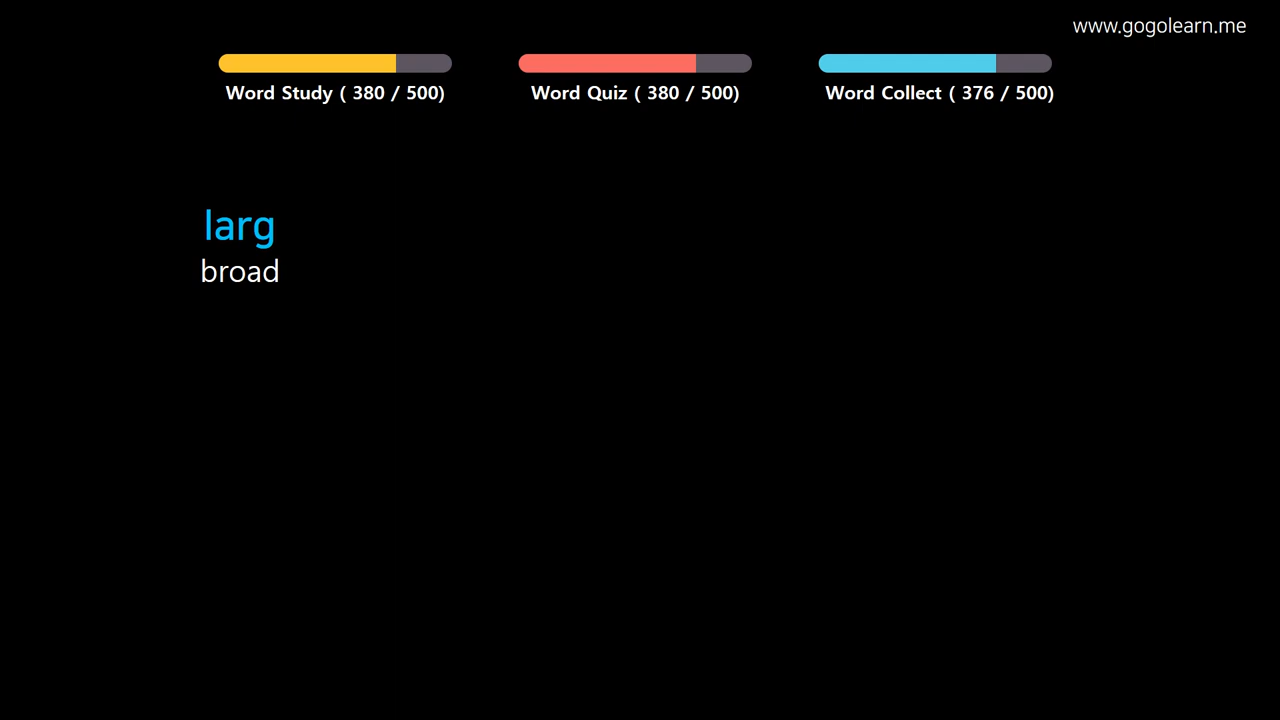 www.gogolearn.me
Word Study ( 380 / 500)
Word Quiz ( 380 / 500)
Word Collect ( 376 / 500)
larg
broad